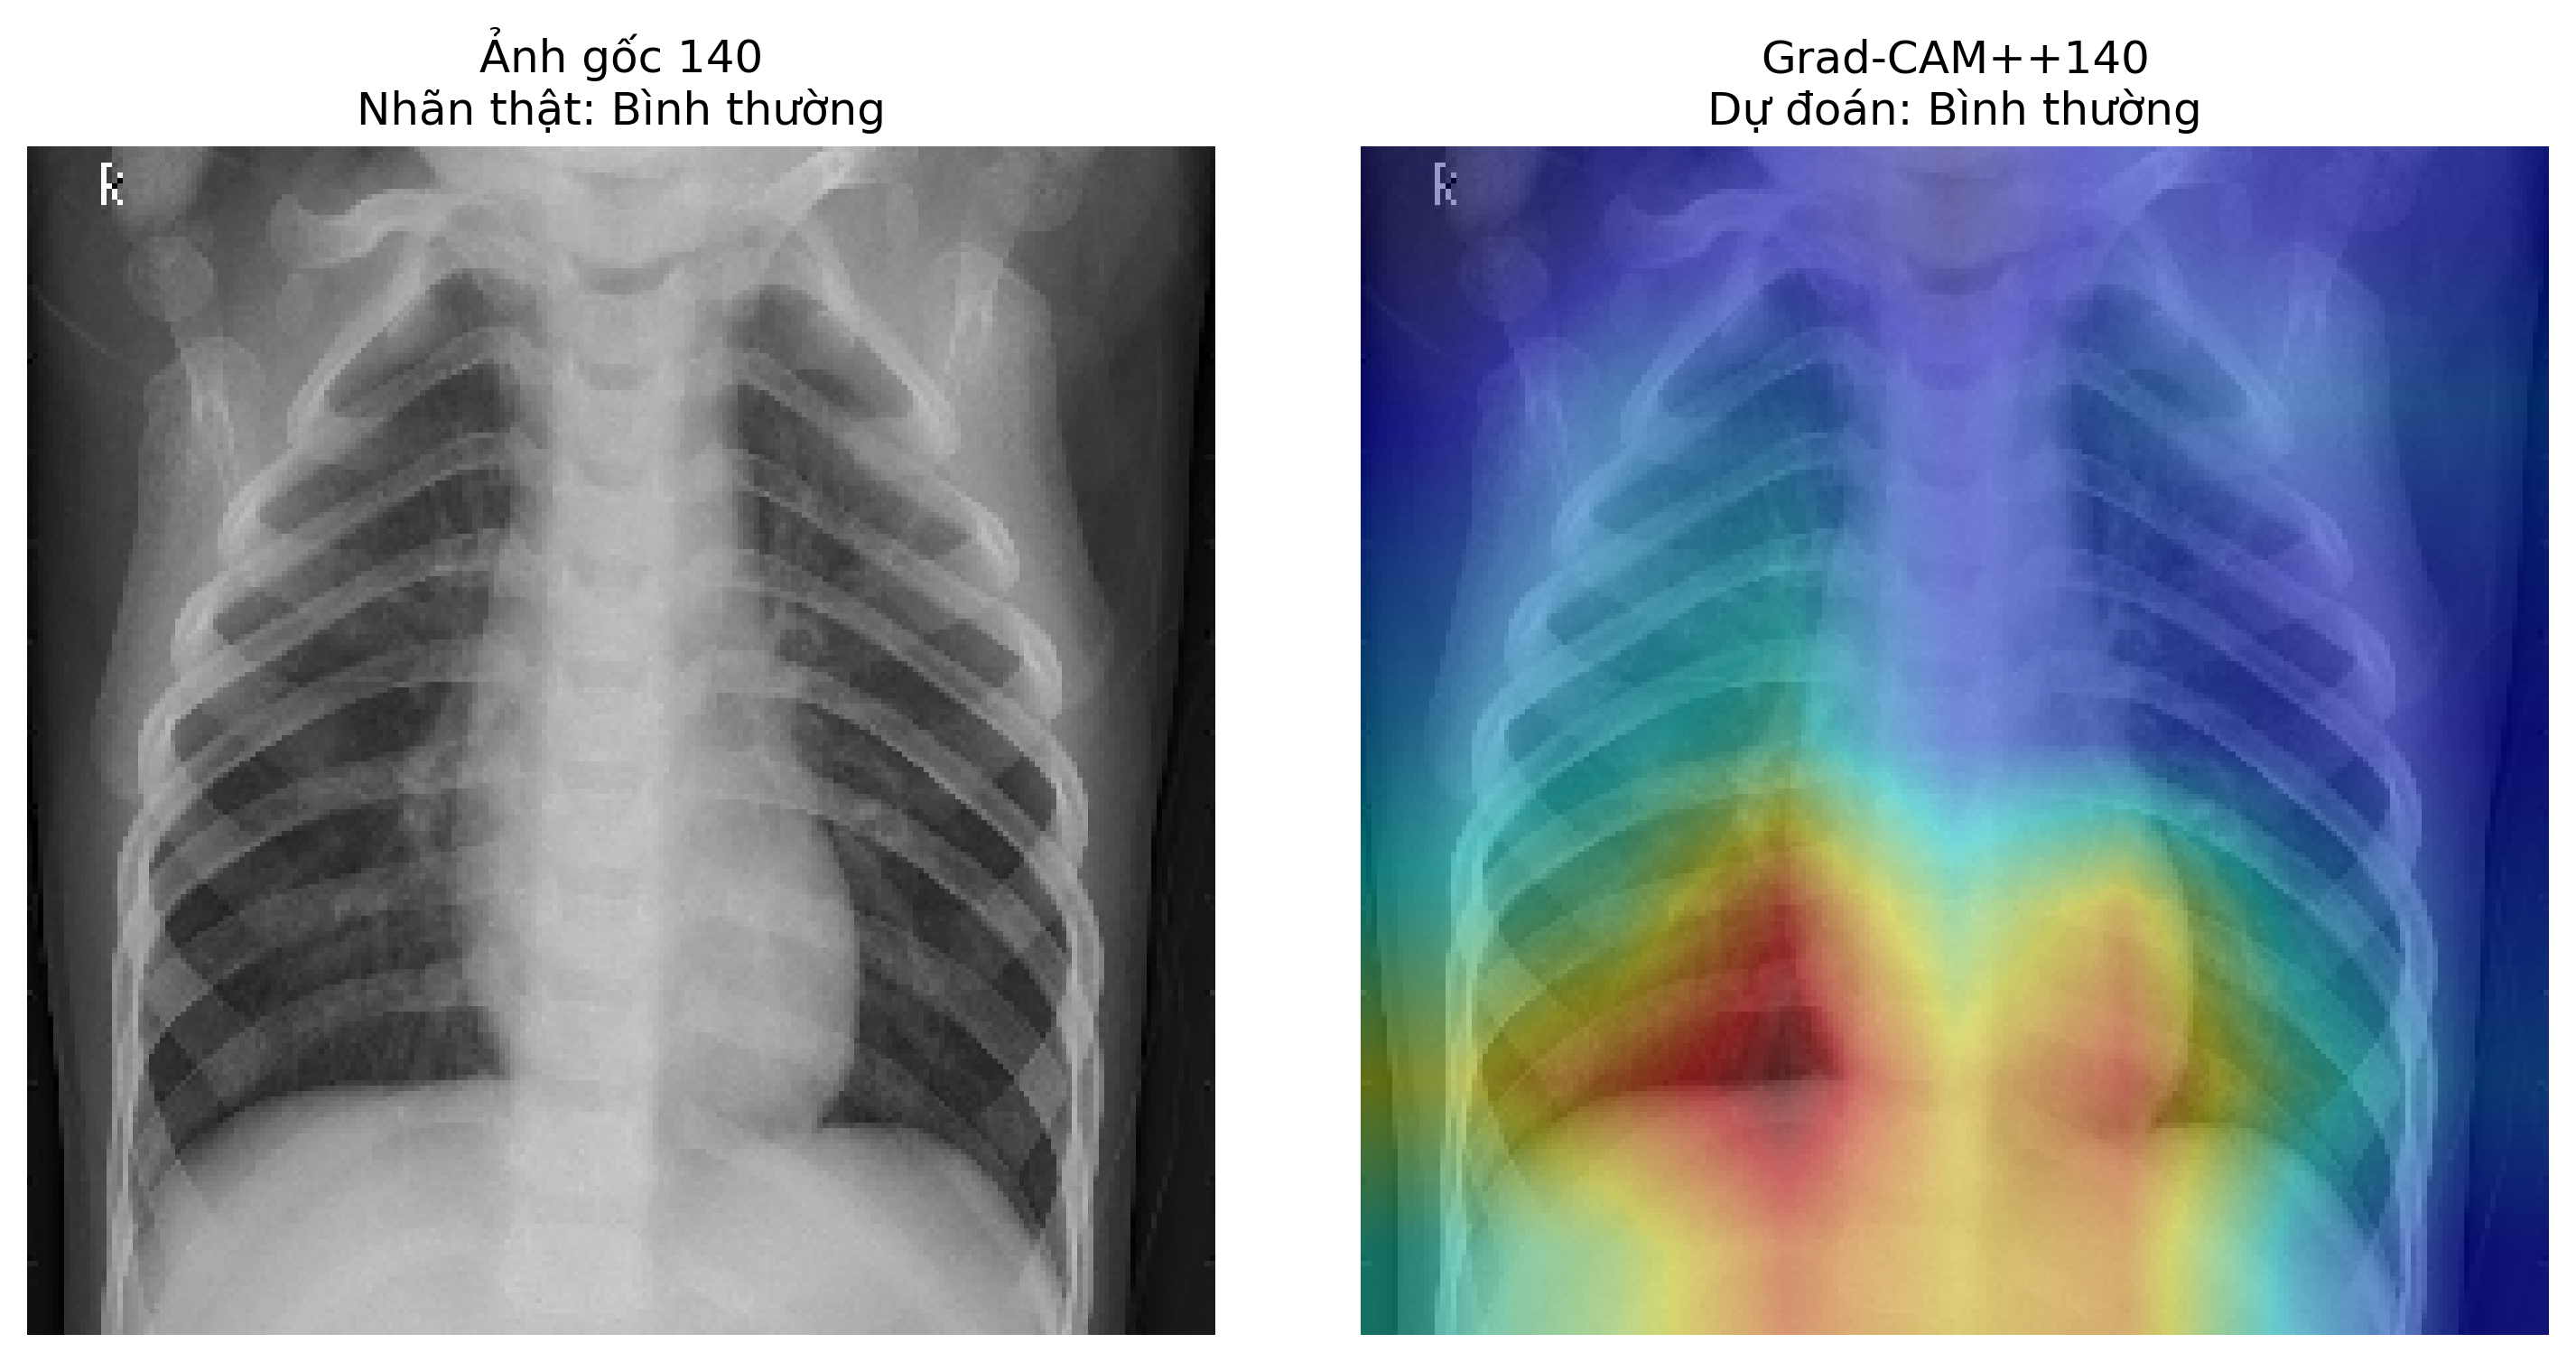 Ảnh gốc 140
Nhãn thật: Bình thường
Grad-CAM++140
Dự đoán: Bình thường
R
R